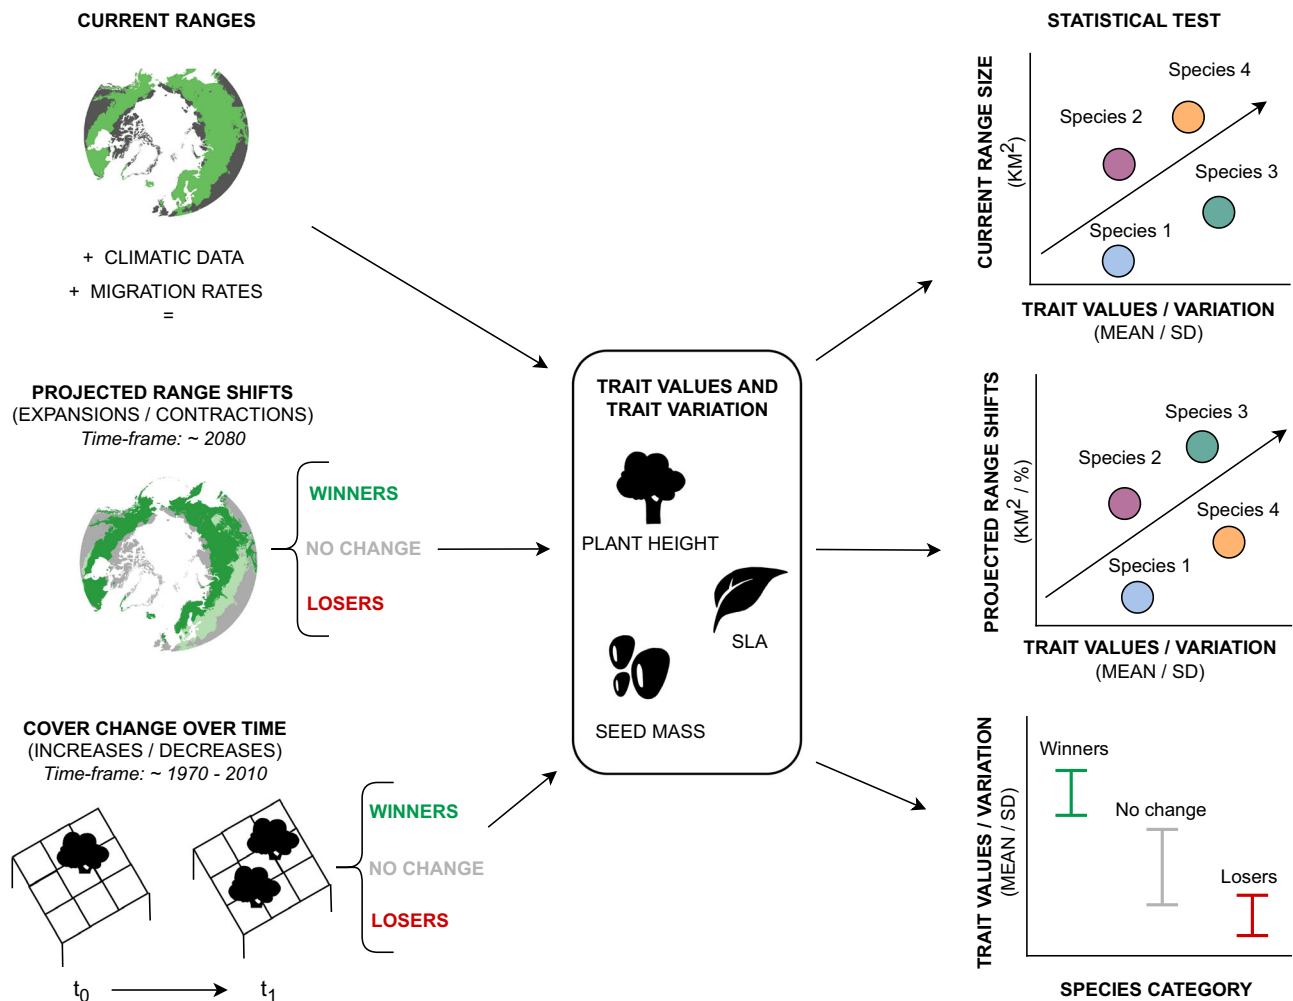 CURRENT RANGES
+ CLIMATIC DATA
+ MIGRATION RATES
=
PROJECTED RANGE SHIFTS
(EXPANSIONS / CONTRACTIONS)
Time-frame: ~ 2080
WINNERS
NO CHANGE
LOSERS
COVER CHANGE OVER TIME
(INCREASES / DECREASES)
Time-frame: ~ 1970 - 2010
WINNERS
NO CHANGE
LOSERS
t0
t1
TRAIT VALUES AND
TRAIT VARIATION
PLANT HEIGHT
SLA
SEED MASS
STATISTICAL TEST
CURRENT RANGE SIZE
(KM2)
Species 4
Species 2
Species 3
Species 1
TRAIT VALUES / VARIATION
(MEAN / SD)
PROJECTED RANGE SHIFTS
(KM2 / %)
Species 3
Species 2
Species 4
Species 1
TRAIT VALUES / VARIATION
(MEAN / SD)
TRAIT VALUES / VARIATION
(MEAN / SD)
Winners
No change
Losers
SPECIES CATEGORY